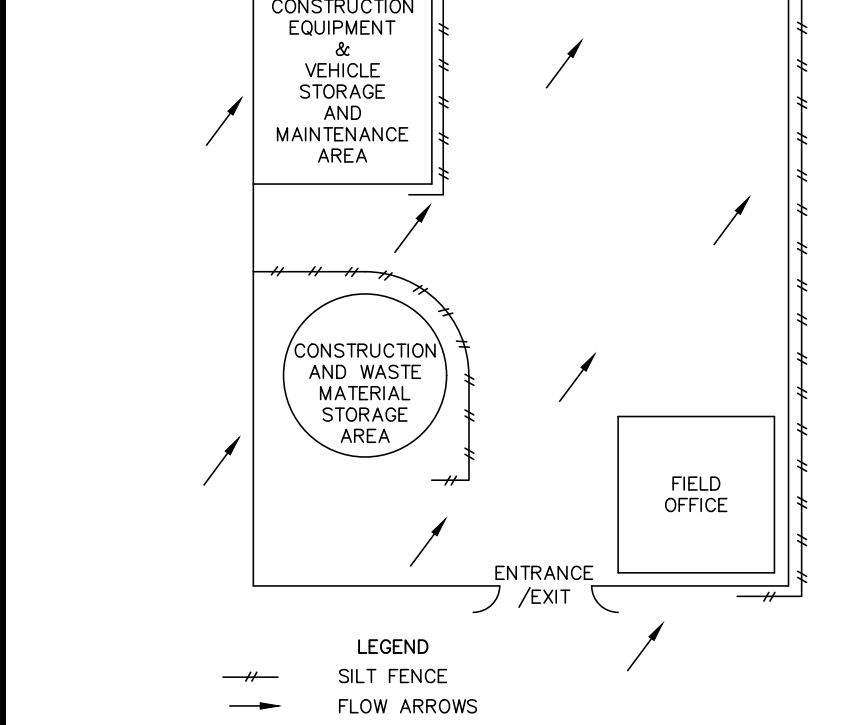 CONSTRUCTION
EQUIPMENT
&
VEHICLE
STORAGE
AND
MAINTENANCE
AREA
CONSTRUCTION
AND WASTE
MATERIAL
STORAGE
AREA
FIELD
OFFICE
ENTRANCE
/EXIT
LEGEND
SILT FENCE
FLOW ARROWS